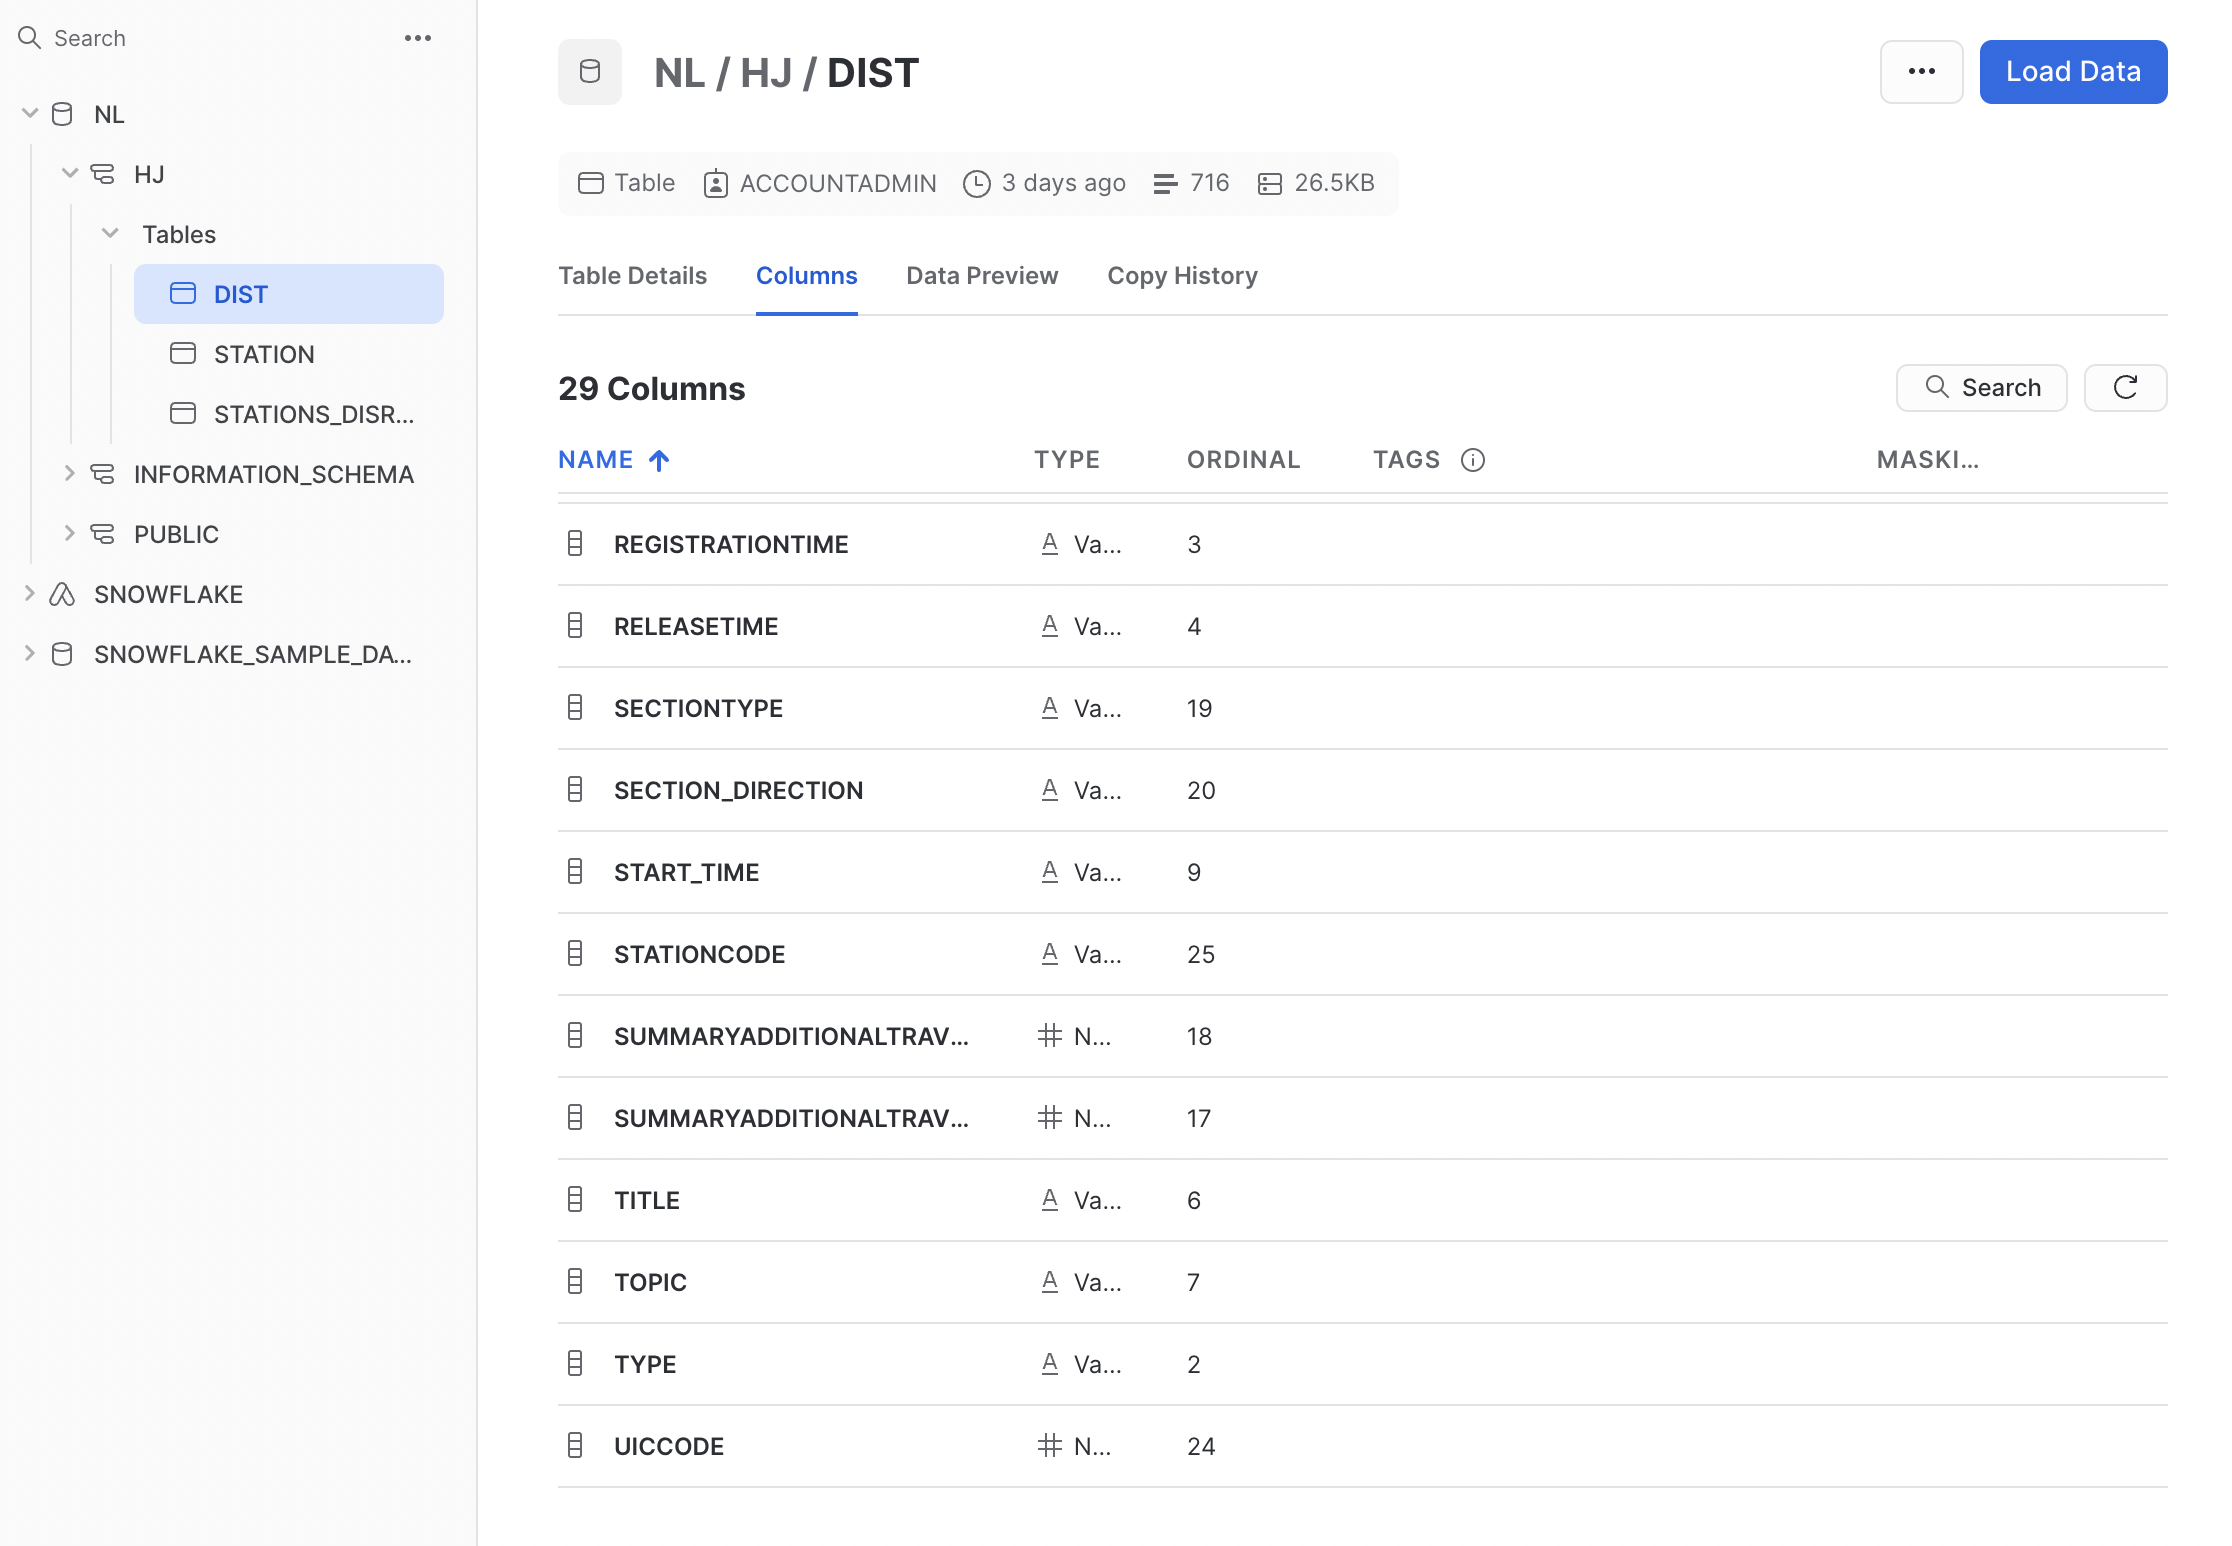 Search
NL
HJ
Tables
DIST
STATION
STATIONS_DISR...
INFORMATION_SCHEMA
PUBLIC
SNOWFLAKE
SNOWFLAKE_SAMPLE_DA...
NL / HJ / DIST
Load Data
Table ACCOUNTADMIN 3 days ago 716 26.5KB
Table Details Columns Data Preview Copy History
29 Columns
Search
NAME TYPE ORDINAL TAGS MASKI...
REGISTRATIONTIME A Va... 3
RELEASETIME A Va... 4
SECTIONTYPE A Va... 19
SECTION_DIRECTION A Va... 20
START_TIME A Va... 9
STATIONCODE A Va... 25
SUMMARYADDITIONALTRAV... # N... 18
SUMMARYADDITIONALTRAV... # N... 17
TITLE A Va... 6
TOPIC A Va... 7
TYPE A Va... 2
UICCODE # N... 24